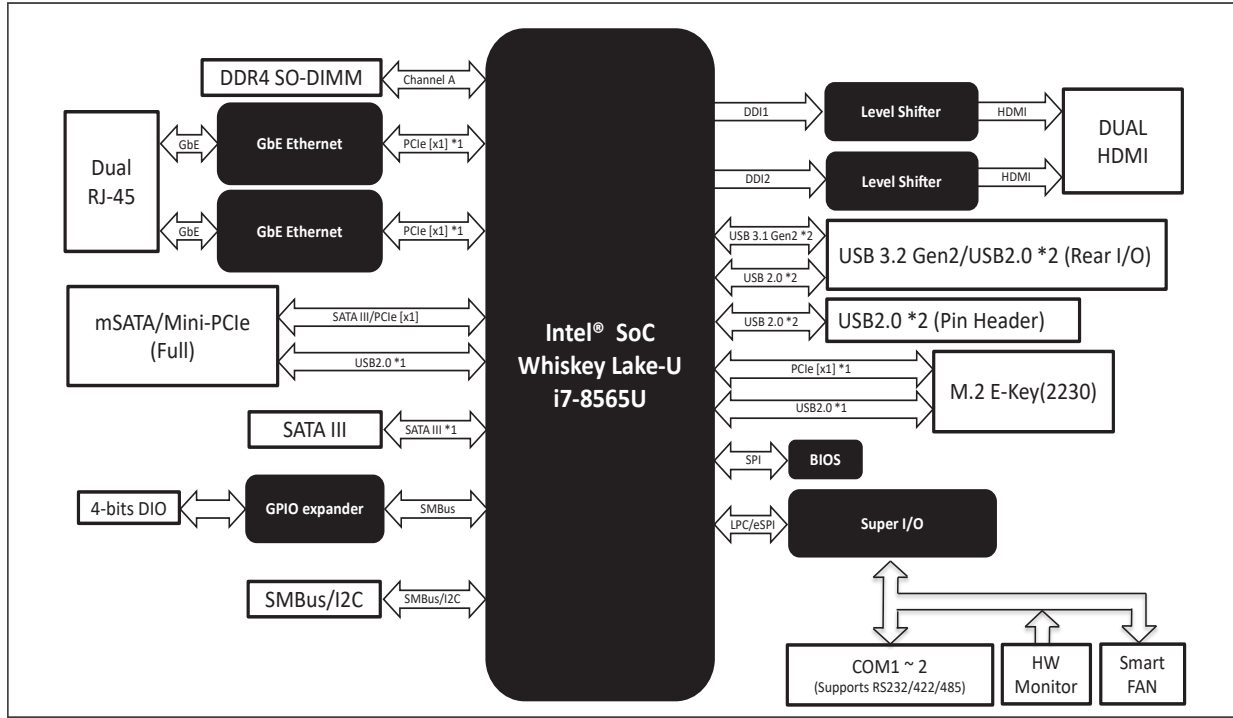 DDR4 SO-DIMM
Channel A
Dual
RJ-45
GbE
GbE Ethernet
PCIe [x1] *1
GbE
GbE Ethernet
PCIe [x1] *1
mSATA/Mini-PCIe
(Full)
SATA III/PCIe [x1]
USB2.0 *1
SATA III
SATA III *1
4-bits DIO
GPIO expander
SMBus
SMBus/I2C
SMBus/I2C
Intel® SoC
Whiskey Lake-U
i7-8565U
DDI1
Level Shifter
HDMI
DUAL
HDMI
DDI2
Level Shifter
HDMI
USB 3.1 Gen2 *2
USB 2.0 *2
USB 3.2 Gen2/USB2.0 *2 (Rear I/O)
USB 2.0 *2
USB2.0 *2 (Pin Header)
PCIe [x1] *1
USB2.0 *1
M.2 E-Key(2230)
SPI
BIOS
LPC/eSPI
Super I/O
COM1 ~ 2
(Supports RS232/422/485)
HW
Monitor
Smart
FAN